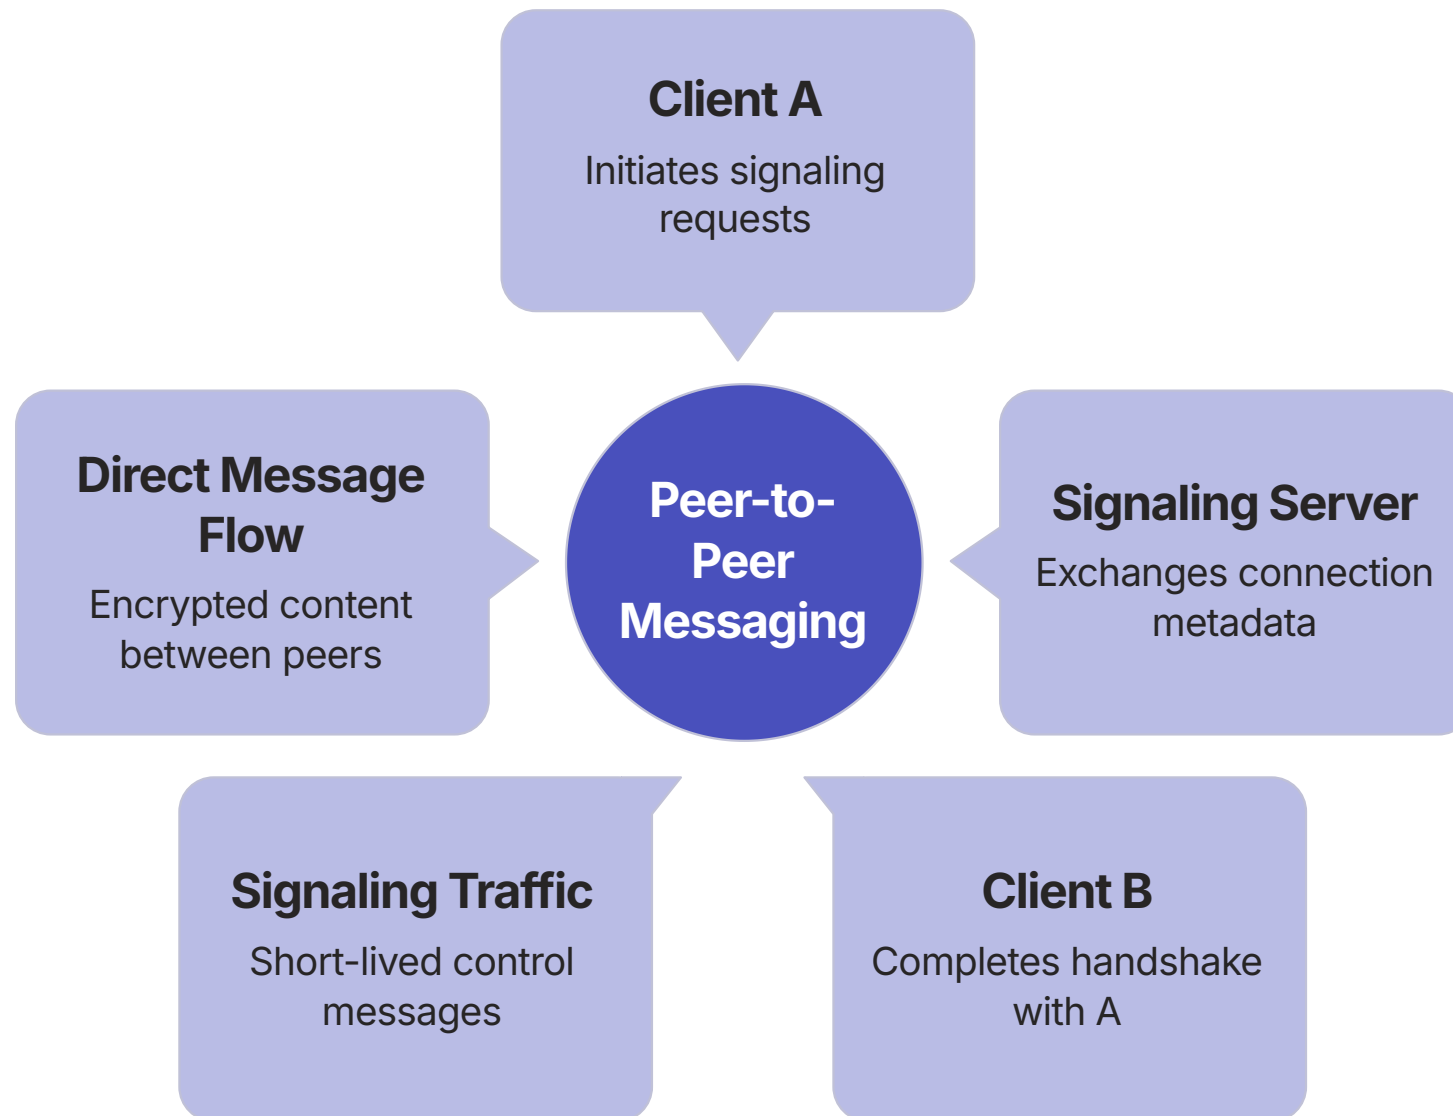 Client A
Initiates signaling
requests
Direct Message
Flow
Encrypted content
between peers
Peer-to-
Peer
Messaging
Signaling Server
Exchanges connection
metadata
Signaling Traffic
Short-lived control
messages
Client B
Completes handshake
with A